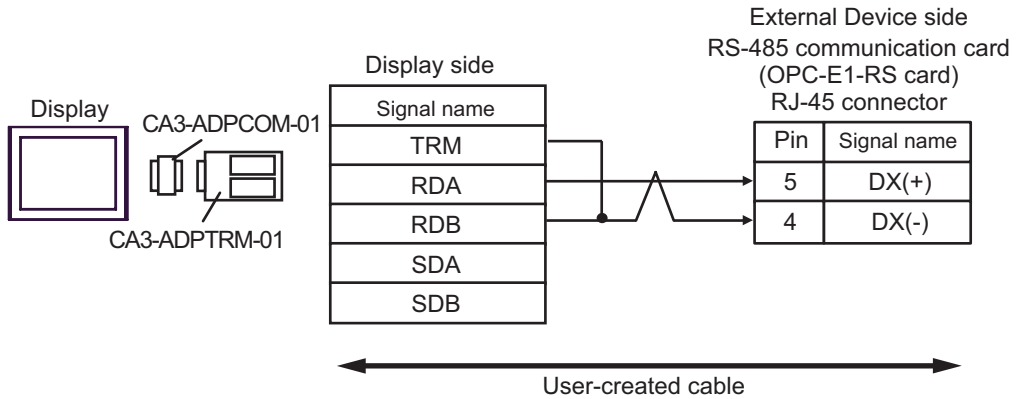 External Device side
RS-485 communication card
(OPC-E1-RS card)
RJ-45 connector
Display side
Display
CA3-ADPCOM-01
CA3-ADPTRM-01
Signal name
TRM
RDA
RDB
SDA
SDB
Pin Signal name
5 DX(+)
4 DX(-)
User-created cable